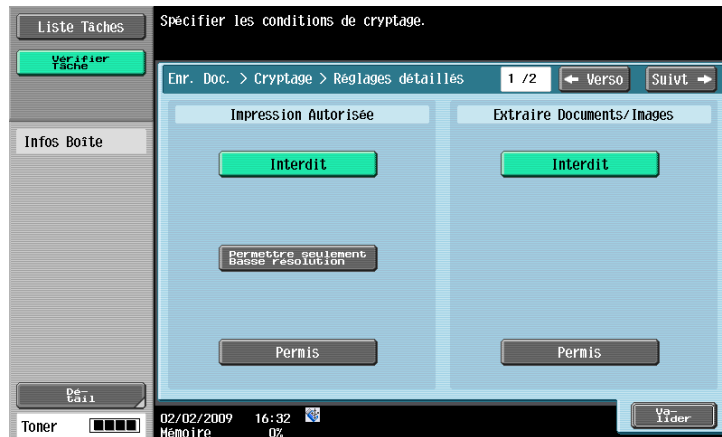 Liste Tâches
Spécifier les conditions de cryptage.
Vérifier
Tâche
Enr. Doc. > Cryptage > Réglages détaillés
1 /2
← Verso
Suivt →
Impression Autorisée
Extraire Documents/Images
Infos Boîte
Interdit
Interdit
Permettre seulement
Basse résolution
Permis
Permis
Dé-
tail
Va-
lider
Toner
02/02/2009 16:32
Mémoire 0%